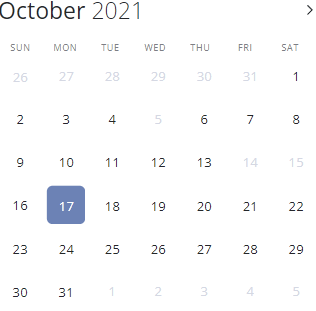 October 2021
SUN MON TUE WED THU FRI SAT
26 27 28 29 30 31 1
2 3 4 5 6 7 8
9 10 11 12 13 14 15
16 17 18 19 20 21 22
23 24 25 26 27 28 29
30 31 1 2 3 4 5